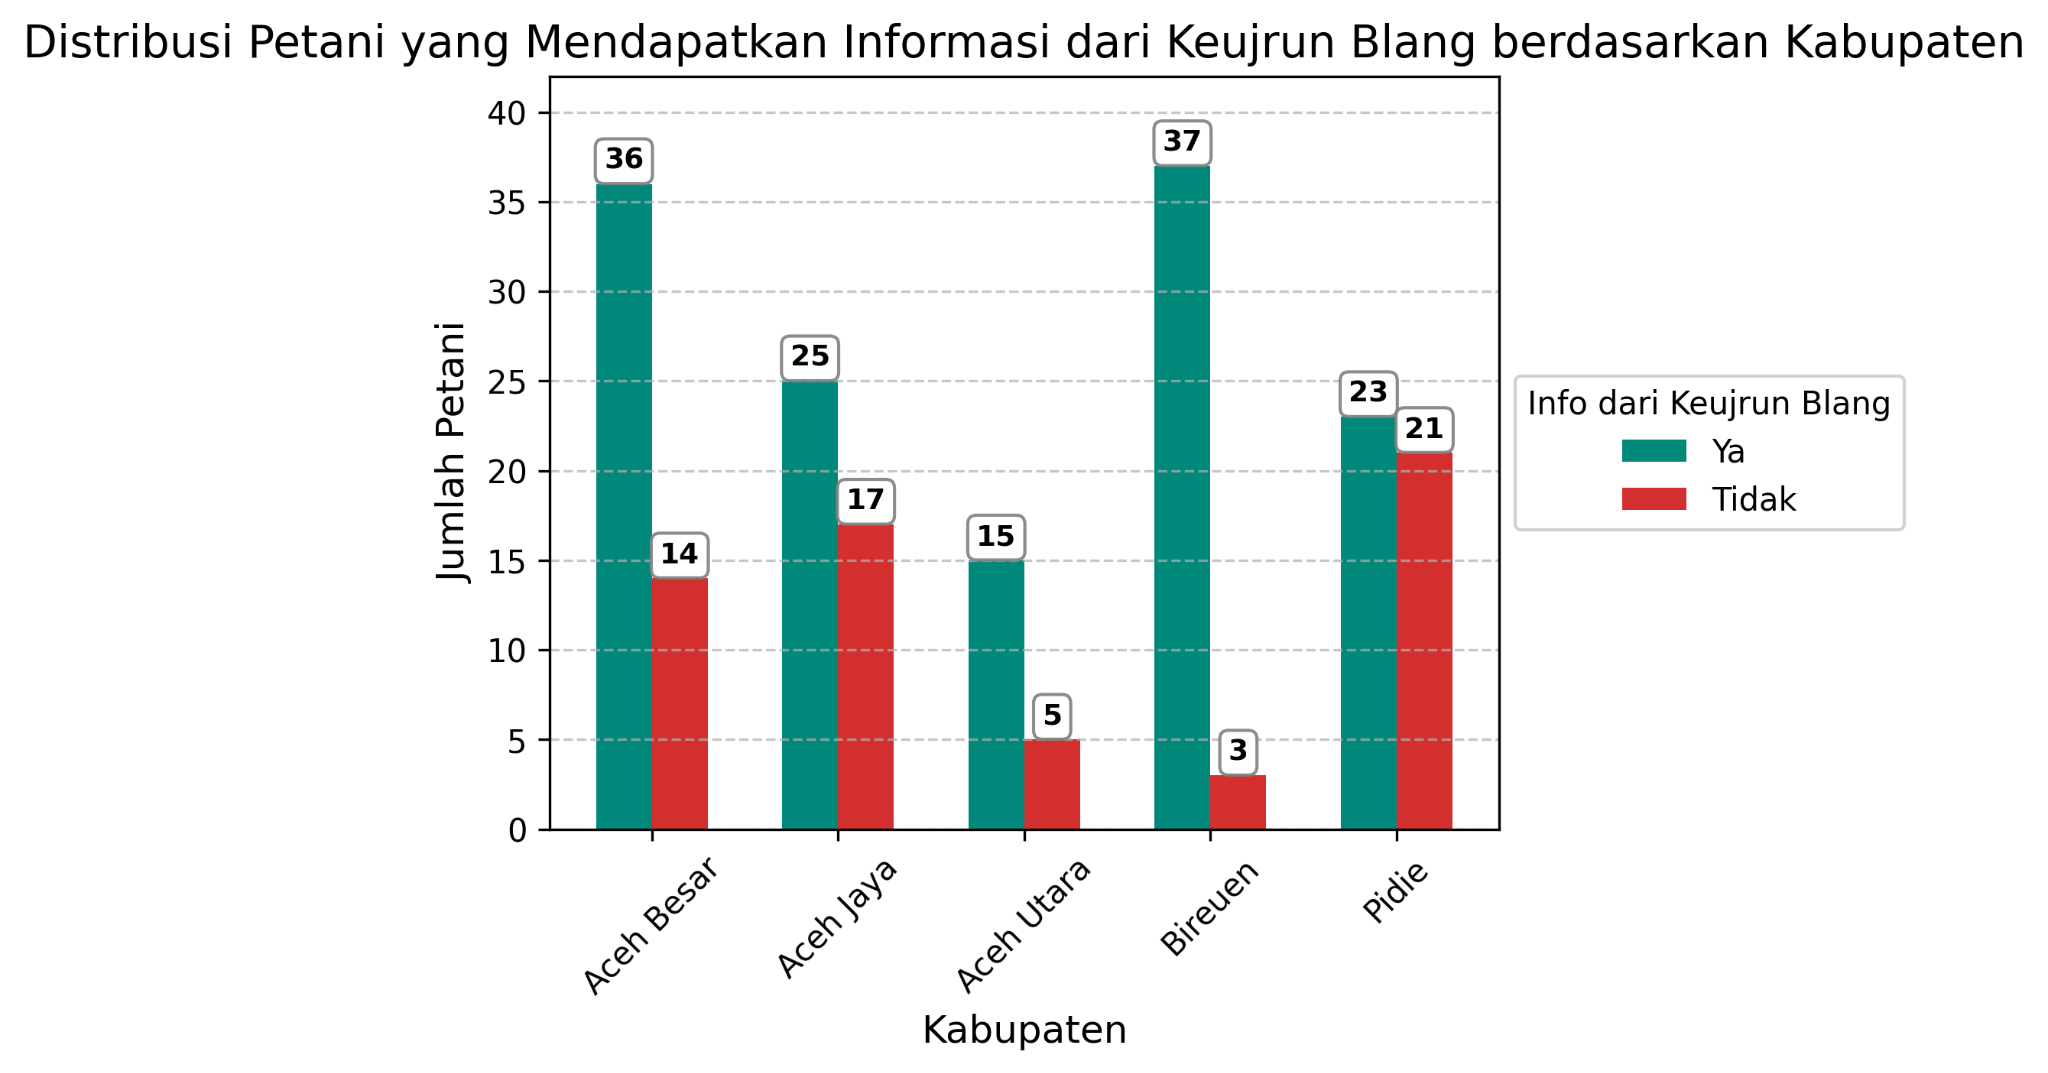 Distribusi Petani yang Mendapatkan Informasi dari Keujrun Blang berdasarkan Kabupaten
Jumlah Petani
40
35
30
25
20
15
10
5
0
36
14
25
17
15
5
37
3
23
21
Aceh Besar
Aceh Jaya
Aceh Utara
Bireuen
Pidie
Kabupaten
Info dari Keujrun Blang
Ya
Tidak